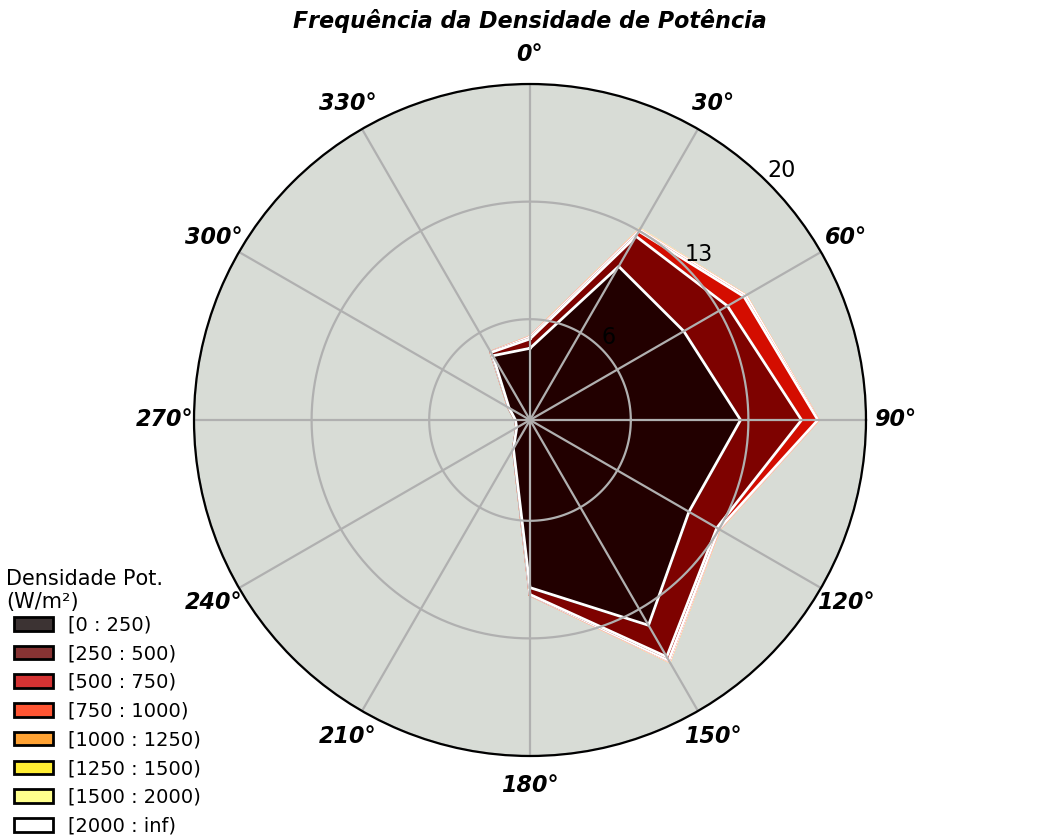 Frequência da Densidade de Potência
0°
330°
30°
20
300°
60°
13
6
270°
90°
240°
120°
210°
150°
180°
Densidade Pot.
(W/m²)
[0 : 250)
[250 : 500)
[500 : 750)
[750 : 1000)
[1000 : 1250)
[1250 : 1500)
[1500 : 2000)
[2000 : inf)